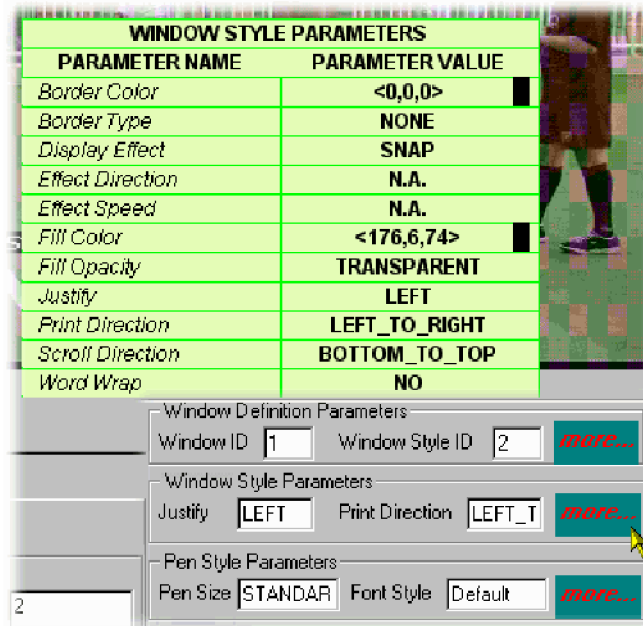 WINDOW STYLE PARAMETERS
PARAMETER NAME PARAMETER VALUE
Border Color <0,0,0>
Border Type NONE
Display Effect SNAP
Effect Direction N.A.
Effect Speed N.A.
Fill Color <176,6,74>
Fill Opacity TRANSPARENT
Justify LEFT
Print Direction LEFT_TO_RIGHT
Scroll Direction BOTTOM_TO_TOP
Word Wrap NO
Window Definition Parameters
Window ID 1 Window Style ID 2 more...
Window Style Parameters
Justify LEFT Print Direction LEFT_T more...
Pen Style Parameters
Pen Size STANDAR Font Style Default more...
2